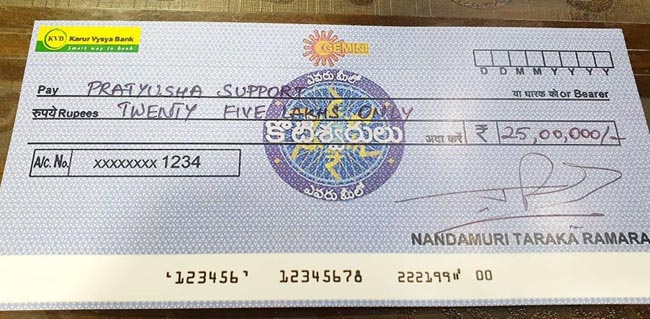 KVB Karur Vysya Bank
Smart way to bank
GEMINI
D D M M Y Y Y Y
Pay PRATYUSHA SUPPORT या धारक को or Bearer
रुपये Rupees TWENTY FIVE LAKHS ONLY
अदा करें ₹ 25,00,000/-
ఎవరు మీలో
కోటీశ్వరులు
ఎవరు మీలో
A/c. No. xxxxxxxx 1234
NANDAMURI TARAKA RAMARA
123456 12345678 222199 00